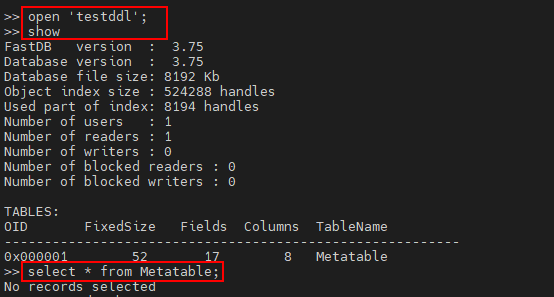 >> open 'testddl';
>> show
FastDB   version  :  3.75
Database version  :  3.75
Database file size: 8192 Kb
Object index size : 524288 handles
Used part of index: 8194 handles
Number of users   : 1
Number of readers : 1
Number of writers : 0
Number of blocked readers : 0
Number of blocked writers : 0
TABLES:
OID       FixedSize    Fields   Columns  TableName
-----------------------------------------------------------
0x000001        52       17        8   Metatable
>> select * from Metatable;
No records selected